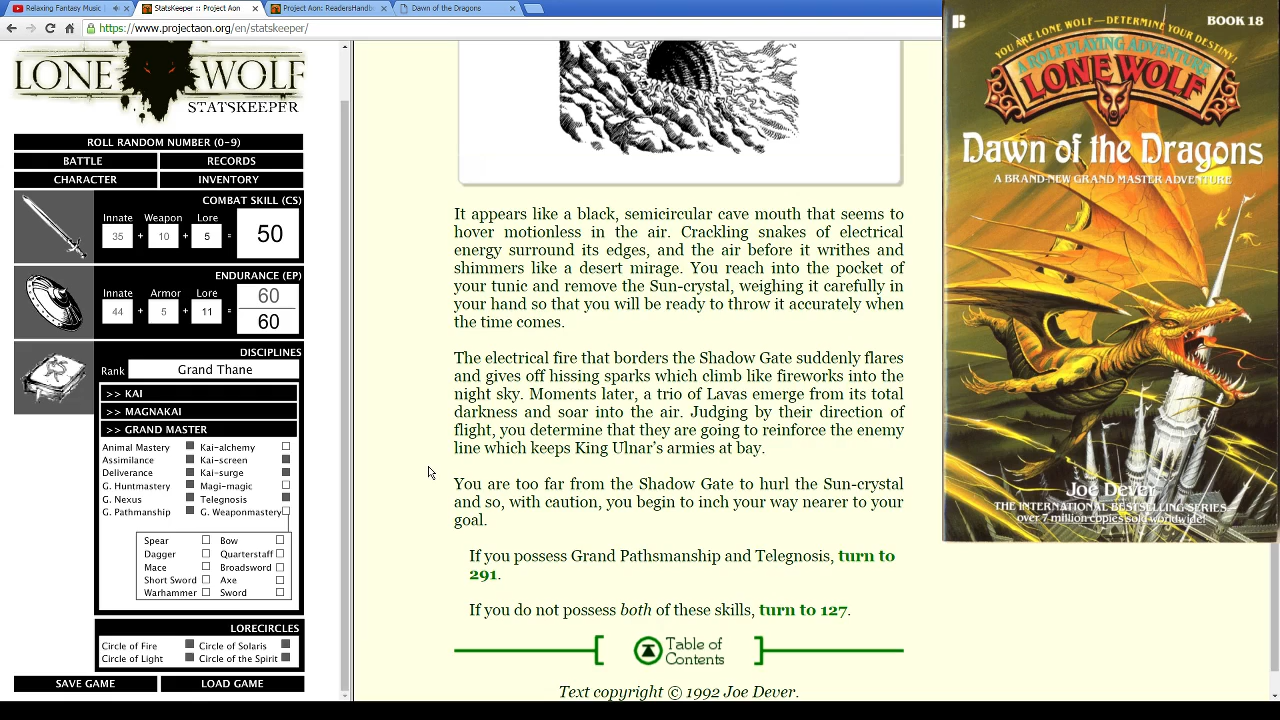 Relaxing Fantasy Music
StatsKeeper :: Project Aon
Project Aon: ReadersHandb
Dawn of the Dragons
https://www.projectaon.org/en/statskeeper/
LONE WOLF
STATSKEEPER
ROLL RANDOM NUMBER (0-9)
BATTLE RECORDS
CHARACTER INVENTORY
COMBAT SKILL (CS)
Innate Weapon Lore
35 + 10 + 5 = 50
ENDURANCE (EP)
60
Innate Armor Lore
44 + 5 + 11 = 60
DISCIPLINES
Rank Grand Thane
>> KAI
>> MAGNAKAI
>> GRAND MASTER
Animal Mastery Kai-alchemy
Assimilance Kai-screen
Deliverance Kai-surge
G. Huntmastery Magi-magic
G. Nexus Telegnosis
G. Pathmanship G. Weaponmastery
Spear Bow
Dagger Quarterstaff
Mace Broadsword
Short Sword Axe
Warhammer Sword
LORECIRCLES
Circle of Fire Circle of Solaris
Circle of Light Circle of the Spirit
SAVE GAME LOAD GAME
It appears like a black, semicircular cave mouth that seems to
hover motionless in the air. Crackling snakes of electrical
energy surround its edges, and the air before it writhes and
shimmers like a desert mirage. You reach into the pocket of
your tunic and remove the Sun-crystal, weighing it carefully in
your hand so that you will be ready to throw it accurately when
the time comes.
The electrical fire that borders the Shadow Gate suddenly flares
and gives off hissing sparks which climb like fireworks into the
night sky. Moments later, a trio of Lavas emerge from its total
darkness and soar into the air. Judging by their direction of
flight, you determine that they are going to reinforce the enemy
line which keeps King Ulnar’s armies at bay.
You are too far from the Shadow Gate to hurl the Sun-crystal
and so, with caution, you begin to inch your way nearer to your
goal.
If you possess Grand Pathsmanship and Telegnosis, turn to
291.
If you do not possess both of these skills, turn to 127.
Table of
Contents
Text copyright © 1992 Joe Dever.
B
BOOK 18
YOU ARE LONE WOLF—DETERMINE YOUR DESTINY!
A ROLE PLAYING ADVENTURE
LONE WOLF
Dawn of the Dragons
A BRAND-NEW GRAND MASTER ADVENTURE
Joe Dever
THE INTERNATIONAL BESTSELLING SERIES—
over 7 million copies sold worldwide!